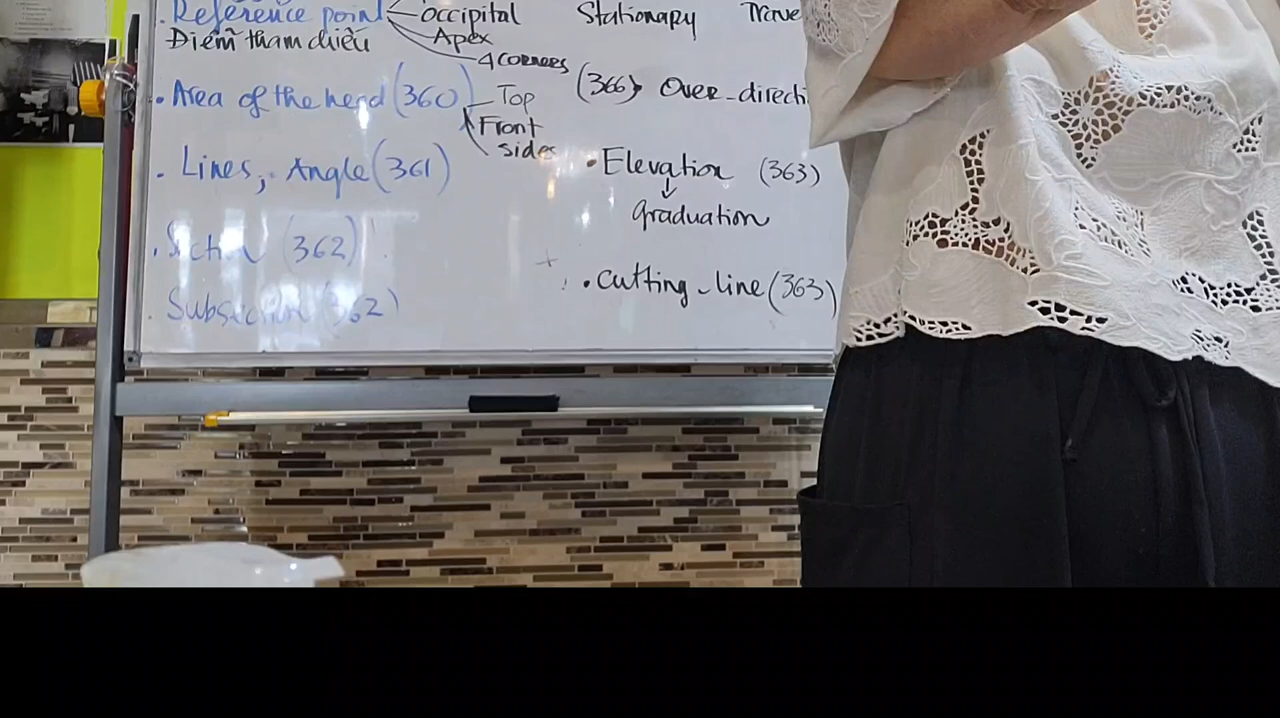 . Reference point
Điểm tham chiếu
occipital
Apex
4 corners
. Area of the head (360)
Top
Front
sides
. Lines, Angle (361)
. Section (362)
. Subsection (362)
Stationary
(366) Over-directi
• Elevation (363)
graduation
• Cutting-line (363)